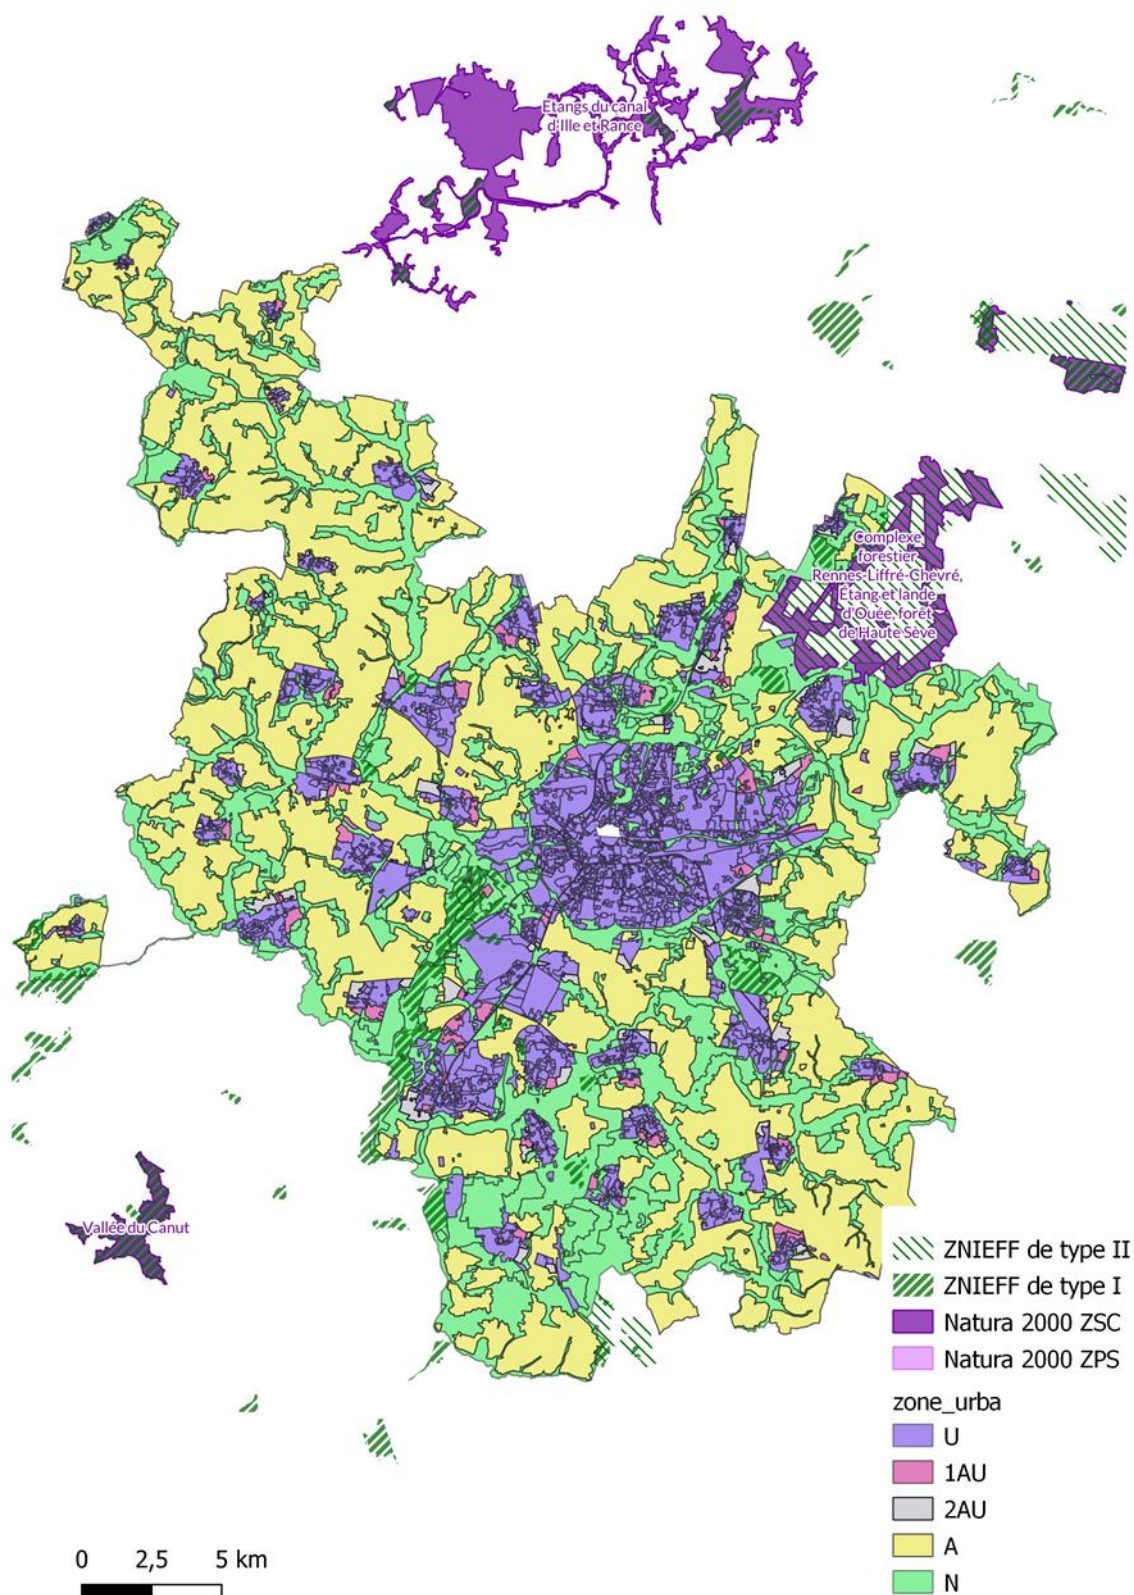 Etangs du canal
d'Ille et Rance
Complexe
forestier
Rennes-Liffré-Chevré,
Étang et lande
d'Ouée, forêt
de Haute Sève
Vallée du Canut
ZNIEFF de type II
ZNIEFF de type I
Natura 2000 ZSC
Natura 2000 ZPS
zone_urba
U
1AU
2AU
A
N
0 2,5 5 km